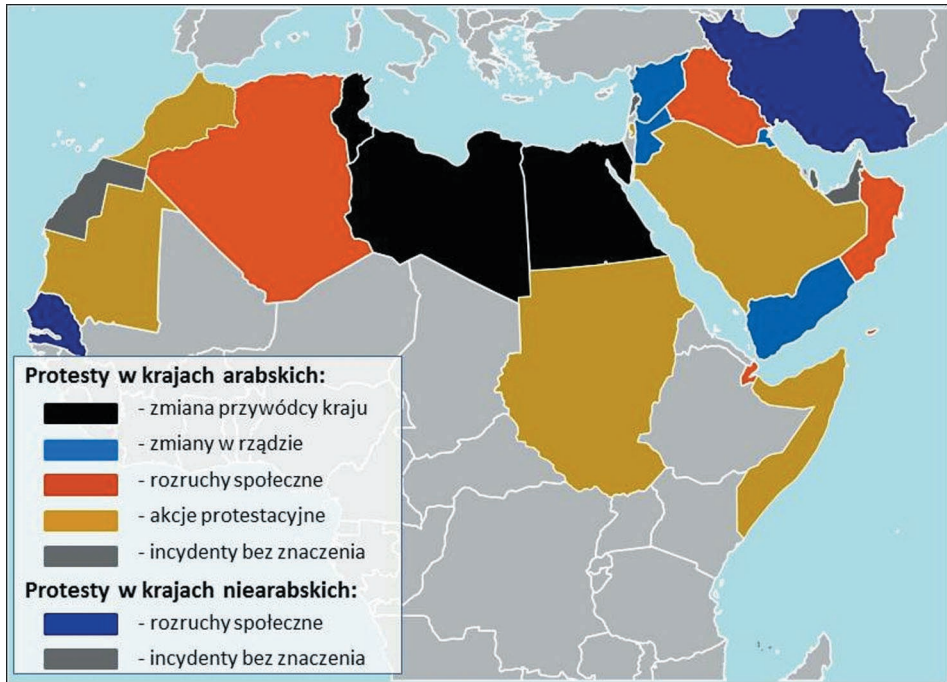 Protesty w krajach arabskich:
- zmiana przywódcy kraju
- zmiany w rządzie
- rozruchy społeczne
- akcje protestacyjne
- incydenty bez znaczenia
Protesty w krajach niearabskich:
- rozruchy społeczne
- incydenty bez znaczenia